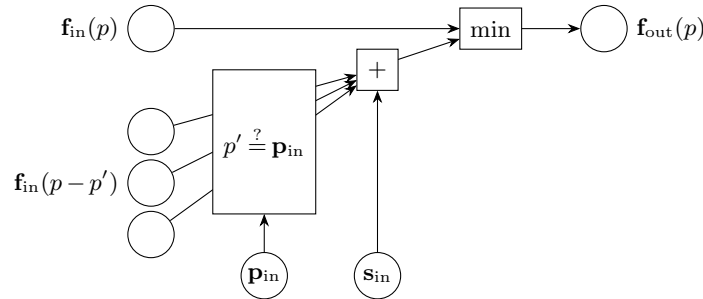 f_in(p)
min
f_out(p)
+
p′ ≟ p_in
f_in(p − p′)
p_in
s_in